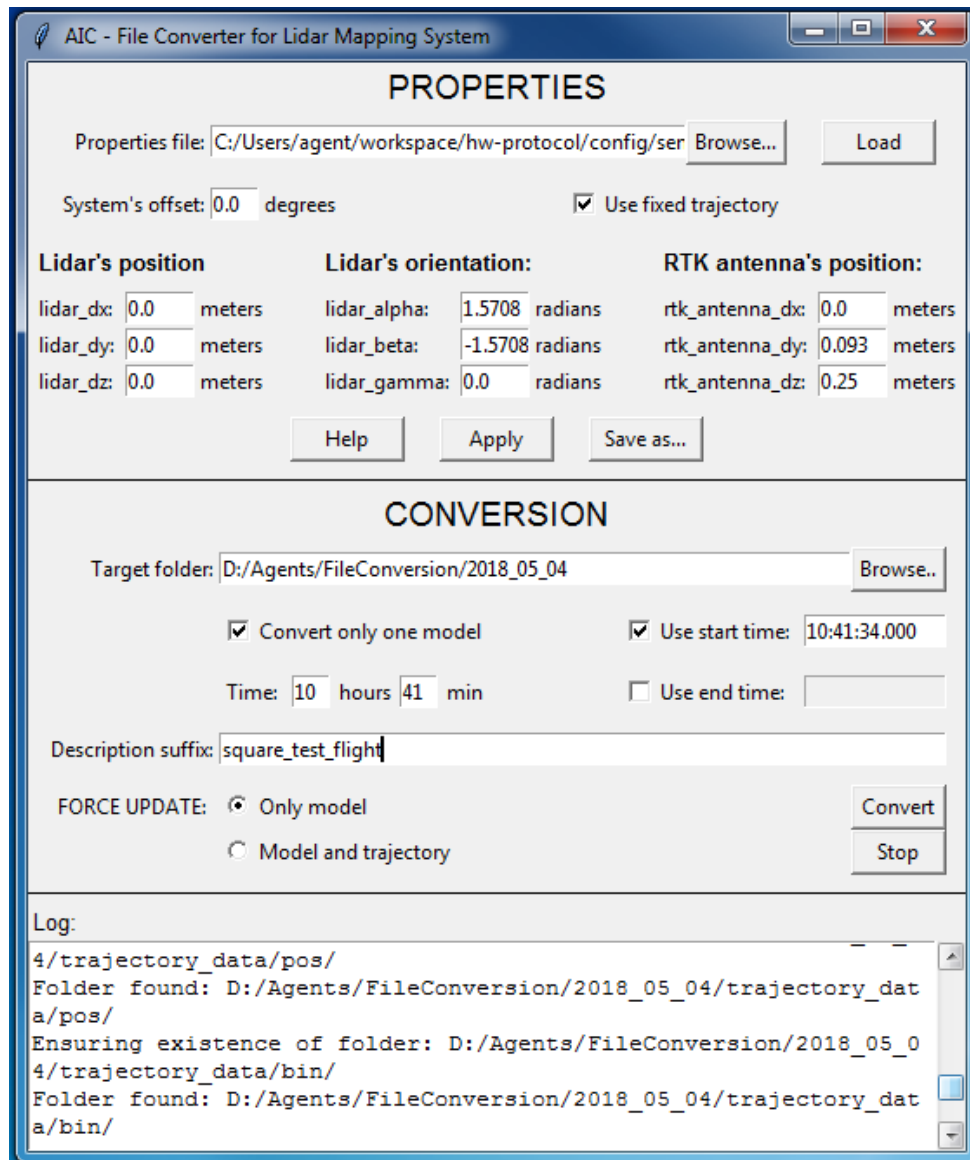 AIC - File Converter for Lidar Mapping System
PROPERTIES
Properties file: C:/Users/agent/workspace/hw-protocol/config/ser Browse... Load
System's offset: 0.0 degrees Use fixed trajectory
Lidar's position Lidar's orientation: RTK antenna's position:
lidar_dx: 0.0 meters lidar_alpha: 1.5708 radians rtk_antenna_dx: 0.0 meters
lidar_dy: 0.0 meters lidar_beta: -1.5708 radians rtk_antenna_dy: 0.093 meters
lidar_dz: 0.0 meters lidar_gamma: 0.0 radians rtk_antenna_dz: 0.25 meters
Help Apply Save as...
CONVERSION
Target folder: D:/Agents/FileConversion/2018_05_04 Browse..
Convert only one model Use start time: 10:41:34.000
Time: 10 hours 41 min Use end time:
Description suffix: square_test_flight
FORCE UPDATE: Only model Convert
Model and trajectory Stop
Log:
4/trajectory_data/pos/
Folder found: D:/Agents/FileConversion/2018_05_04/trajectory_dat
a/pos/
Ensuring existence of folder: D:/Agents/FileConversion/2018_05_0
4/trajectory_data/bin/
Folder found: D:/Agents/FileConversion/2018_05_04/trajectory_dat
a/bin/